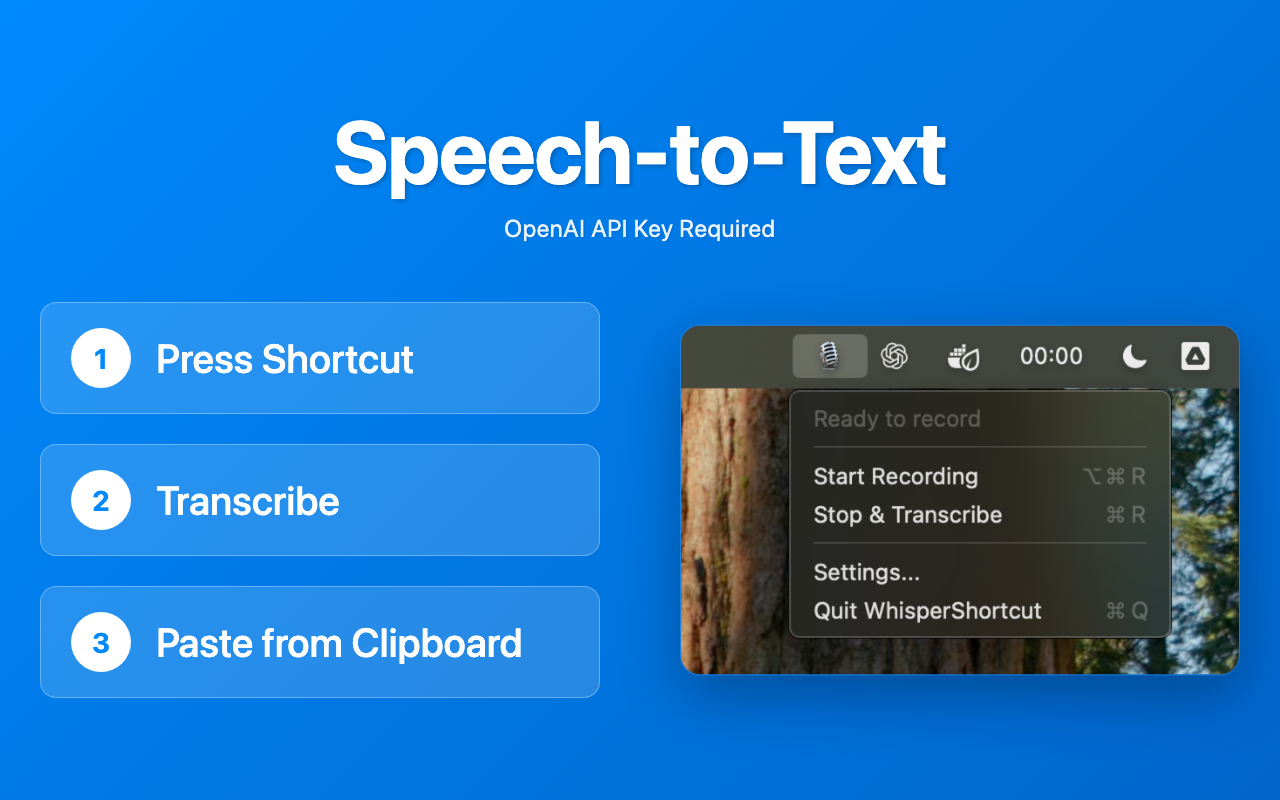 Speech-to-Text
OpenAI API Key Required
1 Press Shortcut
2 Transcribe
3 Paste from Clipboard
00:00
Ready to record
Start Recording ⌥⌘R
Stop & Transcribe ⌘R
Settings...
Quit WhisperShortcut ⌘Q